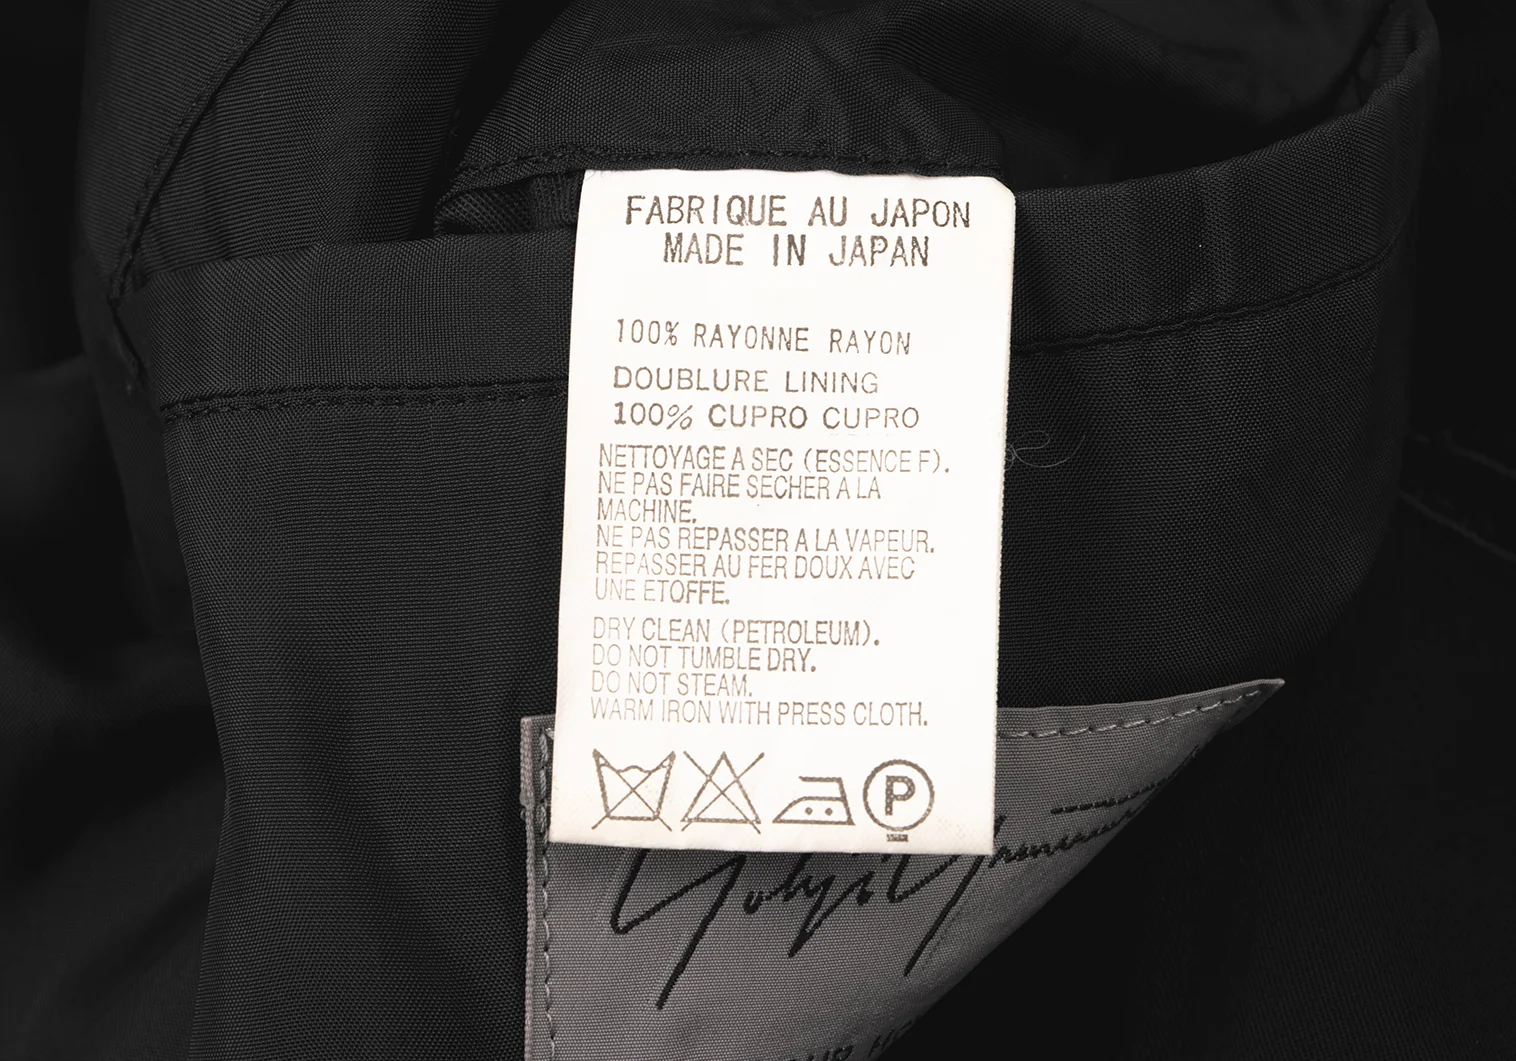 FABRIQUE AU JAPON
MADE IN JAPAN
100% RAYONNE RAYON
DOUBLURE LINING
100% CUPRO CUPRO
NETTOYAGE A SEC (ESSENCE F).
NE PAS FAIRE SECHER A LA
MACHINE.
NE PAS REPASSER A LA VAPEUR.
REPASSER AU FER DOUX AVEC
UNE ETOFFE.
DRY CLEAN (PETROLEUM).
DO NOT TUMBLE DRY.
DO NOT STEAM.
WARM IRON WITH PRESS CLOTH.
P
Yohji Yamamoto